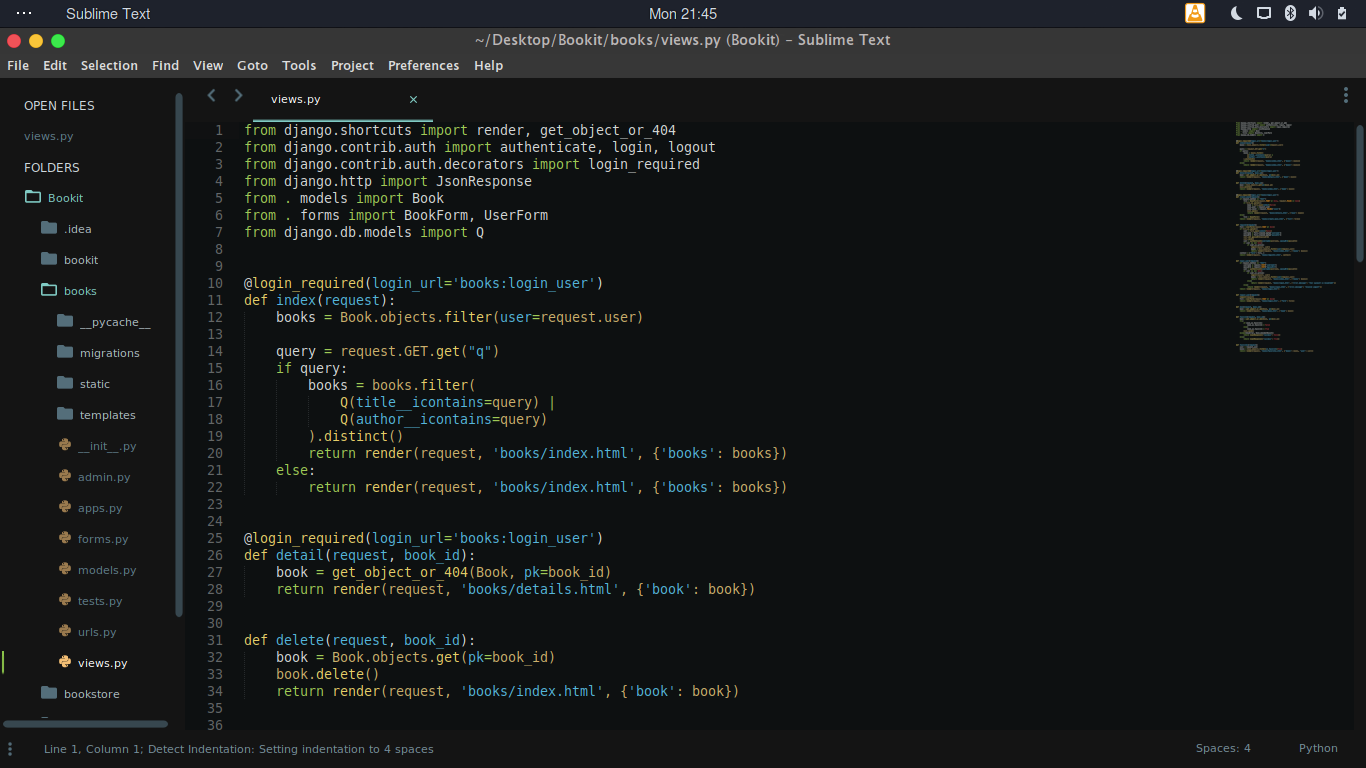 Sublime Text
Mon 21:45
~/Desktop/Bookit/books/views.py (Bookit) – Sublime Text
File Edit Selection Find View Goto Tools Project Preferences Help
OPEN FILES
views.py
FOLDERS
Bookit
.idea
bookit
books
__pycache__
migrations
static
templates
__init__.py
admin.py
apps.py
forms.py
models.py
tests.py
urls.py
views.py
bookstore
views.py ×
1 from django.shortcuts import render, get_object_or_404
2 from django.contrib.auth import authenticate, login, logout
3 from django.contrib.auth.decorators import login_required
4 from django.http import JsonResponse
5 from . models import Book
6 from . forms import BookForm, UserForm
7 from django.db.models import Q
8
9
10 @login_required(login_url='books:login_user')
11 def index(request):
12     books = Book.objects.filter(user=request.user)
13
14     query = request.GET.get("q")
15     if query:
16         books = books.filter(
17             Q(title__icontains=query) |
18             Q(author__icontains=query)
19         ).distinct()
20         return render(request, 'books/index.html', {'books': books})
21     else:
22         return render(request, 'books/index.html', {'books': books})
23
24
25 @login_required(login_url='books:login_user')
26 def detail(request, book_id):
27     book = get_object_or_404(Book, pk=book_id)
28     return render(request, 'books/details.html', {'book': book})
29
30
31 def delete(request, book_id):
32     book = Book.objects.get(pk=book_id)
33     book.delete()
34     return render(request, 'books/index.html', {'book': book})
35
36
Line 1, Column 1; Detect Indentation: Setting indentation to 4 spaces
Spaces: 4
Python